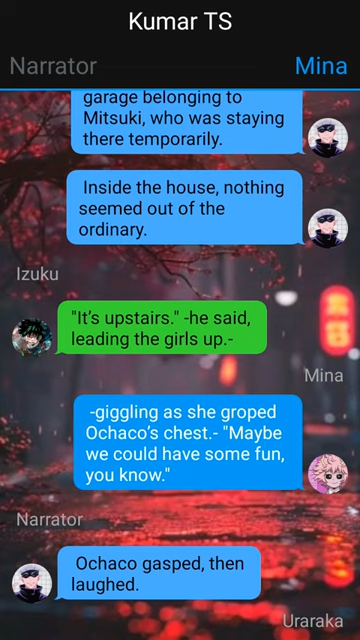 Kumar TS
Narrator
Mina
garage belonging to
Mitsuki, who was staying
there temporarily.
Inside the house, nothing
seemed out of the
ordinary.
Izuku
"It’s upstairs." -he said,
leading the girls up.-
Mina
-giggling as she groped
Ochaco’s chest.- "Maybe
we could have some fun,
you know."
Narrator
Ochaco gasped, then
laughed.
Uraraka